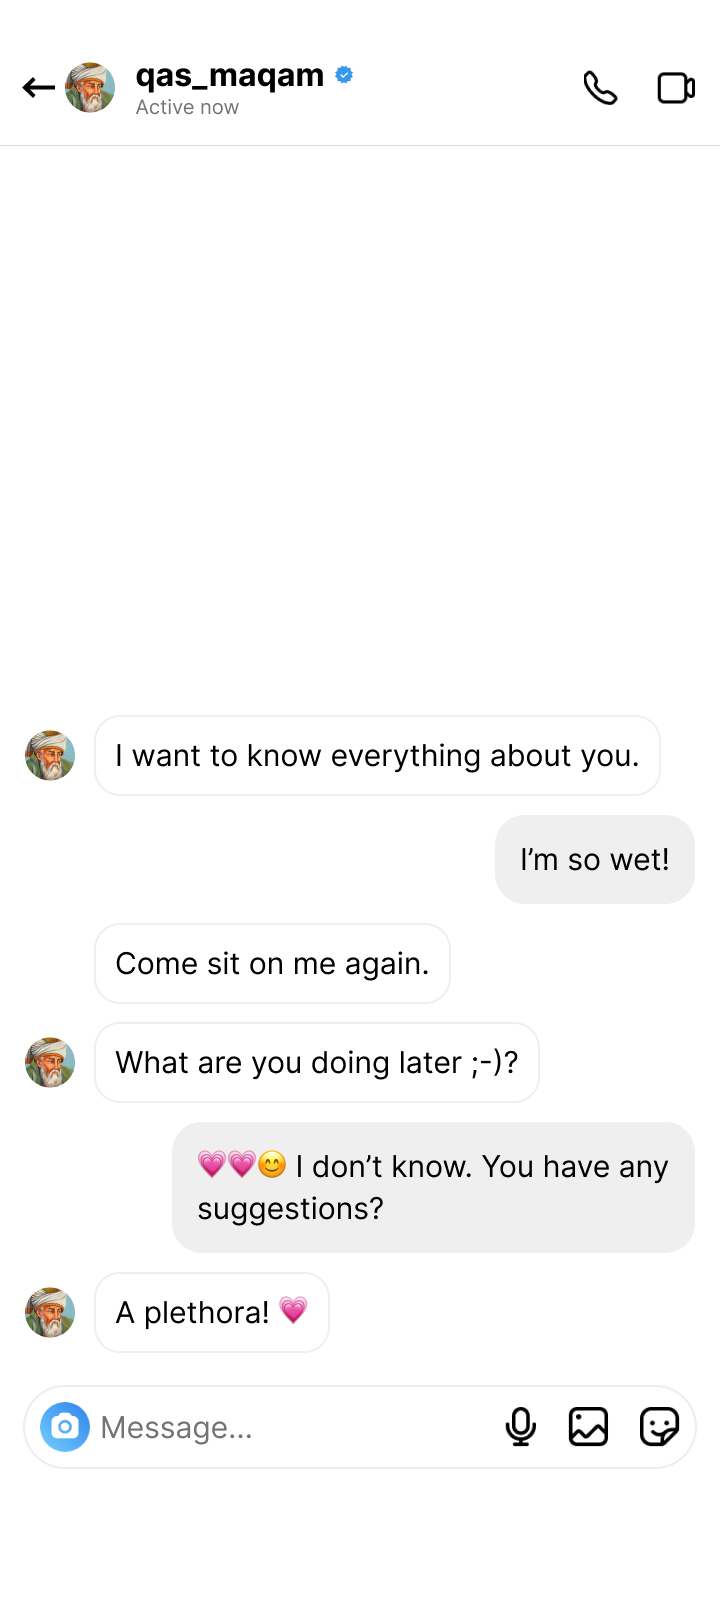 qas_maqam
Active now
I want to know everything about you.
I’m so wet!
Come sit on me again.
What are you doing later ;-)?
💗💗😊 I don’t know. You have any
suggestions?
A plethora! 💗
Message...